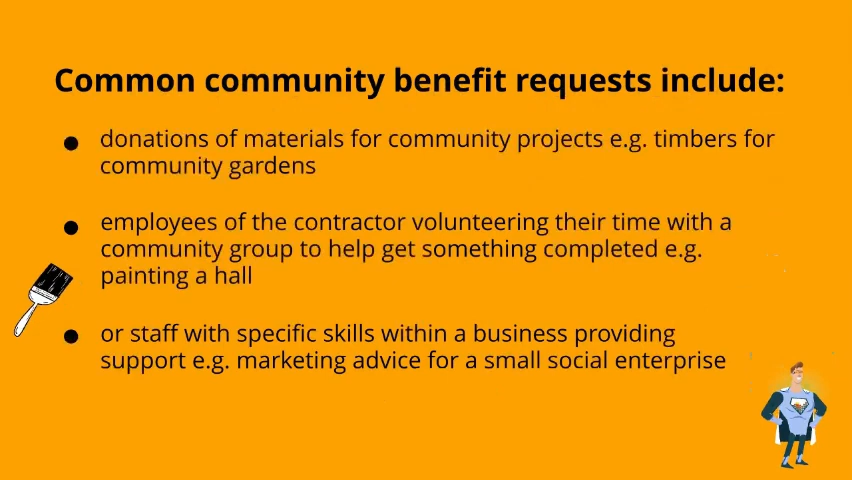 Common community benefit requests include:
● donations of materials for community projects e.g. timbers for
community gardens
● employees of the contractor volunteering their time with a
community group to help get something completed e.g.
painting a hall
● or staff with specific skills within a business providing
support e.g. marketing advice for a small social enterprise